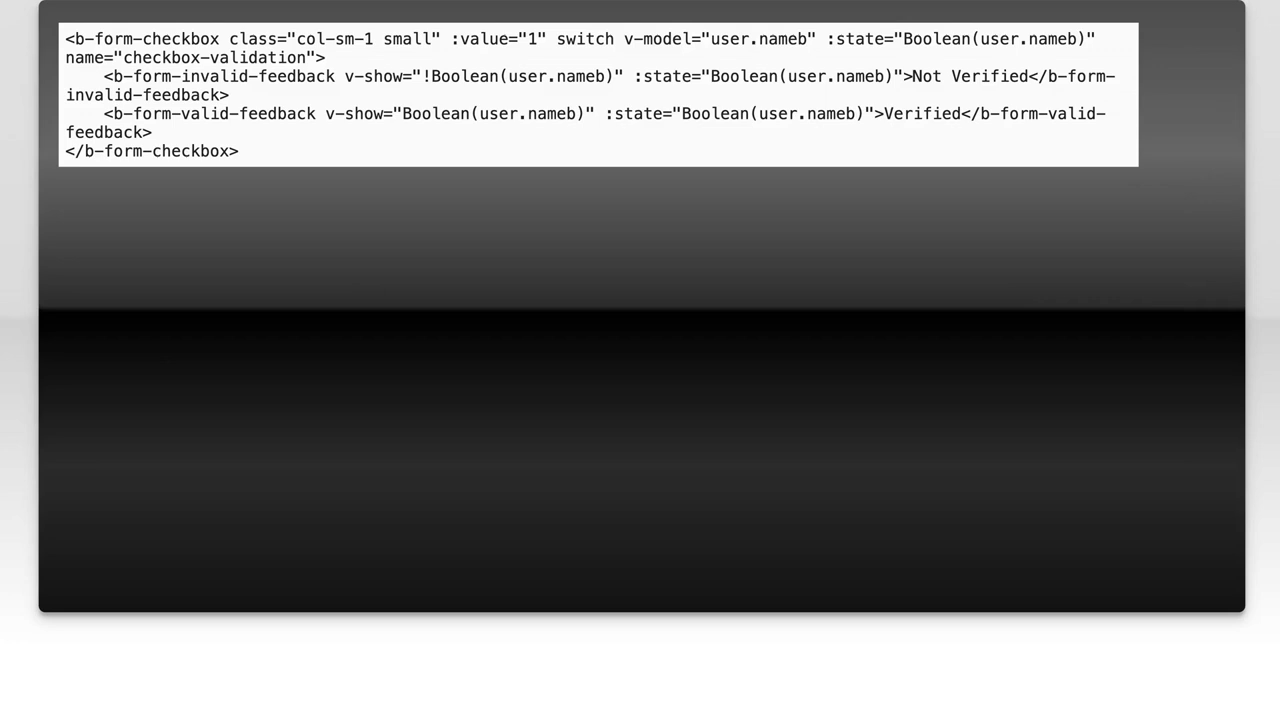 <b-form-checkbox class="col-sm-1 small" :value="1" switch v-model="user.nameb" :state="Boolean(user.nameb)"
name="checkbox-validation">
    <b-form-invalid-feedback v-show="!Boolean(user.nameb)" :state="Boolean(user.nameb)">Not Verified</b-form-
invalid-feedback>
    <b-form-valid-feedback v-show="Boolean(user.nameb)" :state="Boolean(user.nameb)">Verified</b-form-valid-
feedback>
</b-form-checkbox>